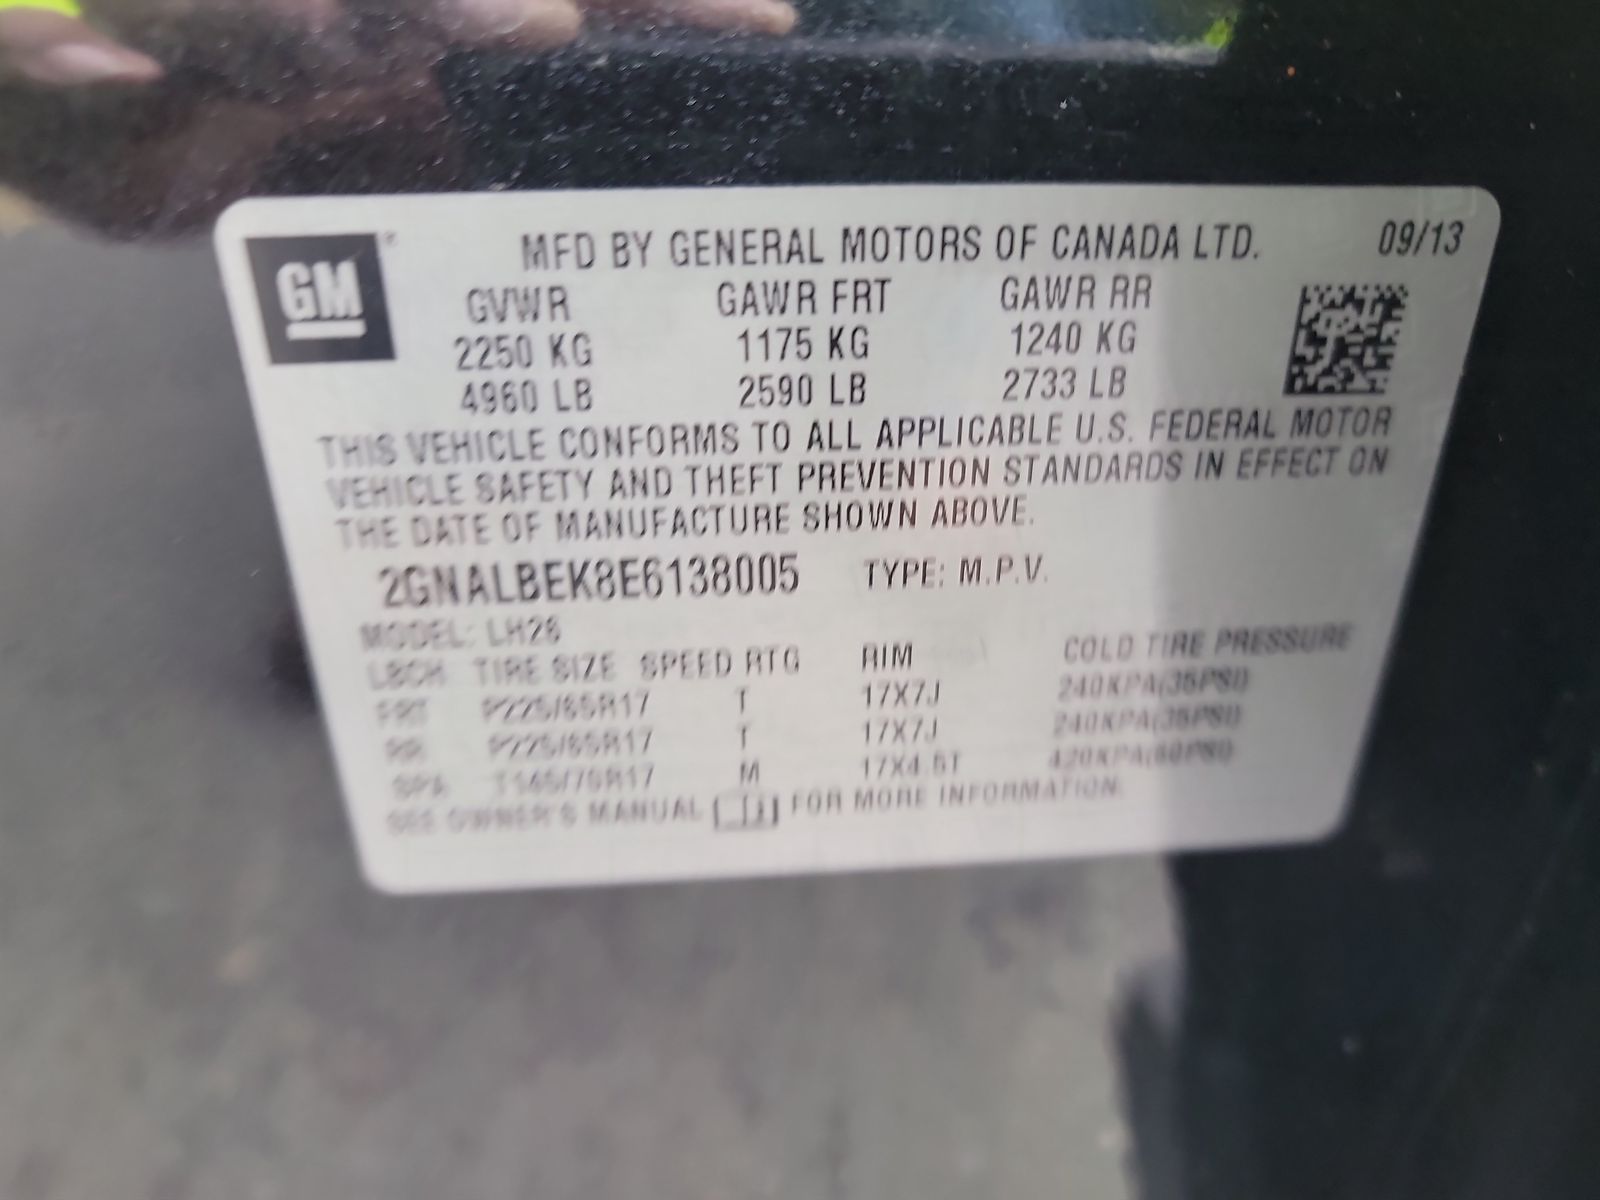 GM
MFD BY GENERAL MOTORS OF CANADA LTD. 09/13
GVWR GAWR FRT GAWR RR
2250 KG 1175 KG 1240 KG
4960 LB 2590 LB 2733 LB
THIS VEHICLE CONFORMS TO ALL APPLICABLE U.S. FEDERAL MOTOR
VEHICLE SAFETY AND THEFT PREVENTION STANDARDS IN EFFECT ON
THE DATE OF MANUFACTURE SHOWN ABOVE.
2GNALBEK8E6138005 TYPE: M.P.V.
MODEL: LH26
TIRE SIZE SPEED RTG RIM COLD TIRE PRESSURE
FRT P225/65R17 T 17X7J 240KPA(35PSI)
RR P225/65R17 T 17X7J 240KPA(35PSI)
SPA M 17X4.5T 420KPA(60PSI)
SEE OWNER'S MANUAL FOR MORE INFORMATION.